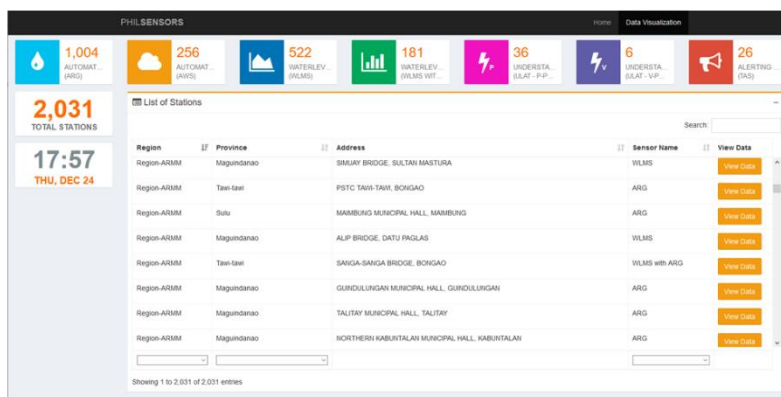 PHILSENSORS
Home Data Visualization
1,004
AUTOMAT...
(ARG)
256
AUTOMAT...
(AWS)
522
WATERLEV...
(WLMS)
181
WATERLEV...
(WLMS WIT...
P
36
UNDERSTA...
(ULAT - P-P...
V
6
UNDERSTA...
(ULAT - V-P...
26
ALERTING ...
(TAS)
2,031
TOTAL STATIONS
17:57
THU, DEC 24
List of Stations
Search:
Region Province Address Sensor Name View Data
Region-ARMM Maguindanao SIMUAY BRIDGE, SULTAN MASTURA WLMS View Data
Region-ARMM Tawi-tawi PSTC TAWI-TAWI, BONGAO ARG View Data
Region-ARMM Sulu MAIMBUNG MUNICIPAL HALL, MAIMBUNG ARG View Data
Region-ARMM Maguindanao ALIP BRIDGE, DATU PAGLAS WLMS View Data
Region-ARMM Tawi-tawi SANGA-SANGA BRIDGE, BONGAO WLMS with ARG View Data
Region-ARMM Maguindanao GUINDULUNGAN MUNICIPAL HALL, GUINDULUNGAN ARG View Data
Region-ARMM Maguindanao TALITAY MUNICIPAL HALL, TALITAY ARG View Data
Region-ARMM Maguindanao NORTHERN KABUNTALAN MUNICIPAL HALL, KABUNTALAN ARG View Data
Showing 1 to 2,031 of 2,031 entries